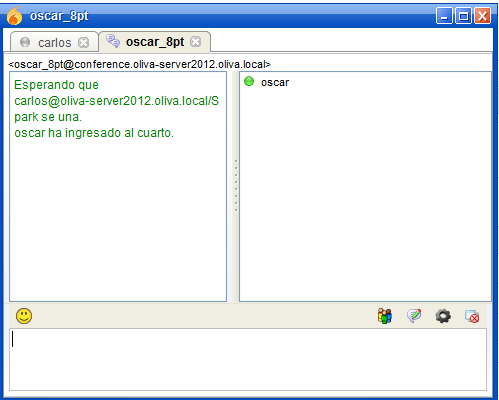 oscar_8pt
carlos
oscar_8pt
<oscar_8pt@conference.oliva-server2012.oliva.local>
Esperando que
carlos@oliva-server2012.oliva.local/S
park se una.
oscar ha ingresado al cuarto.
oscar